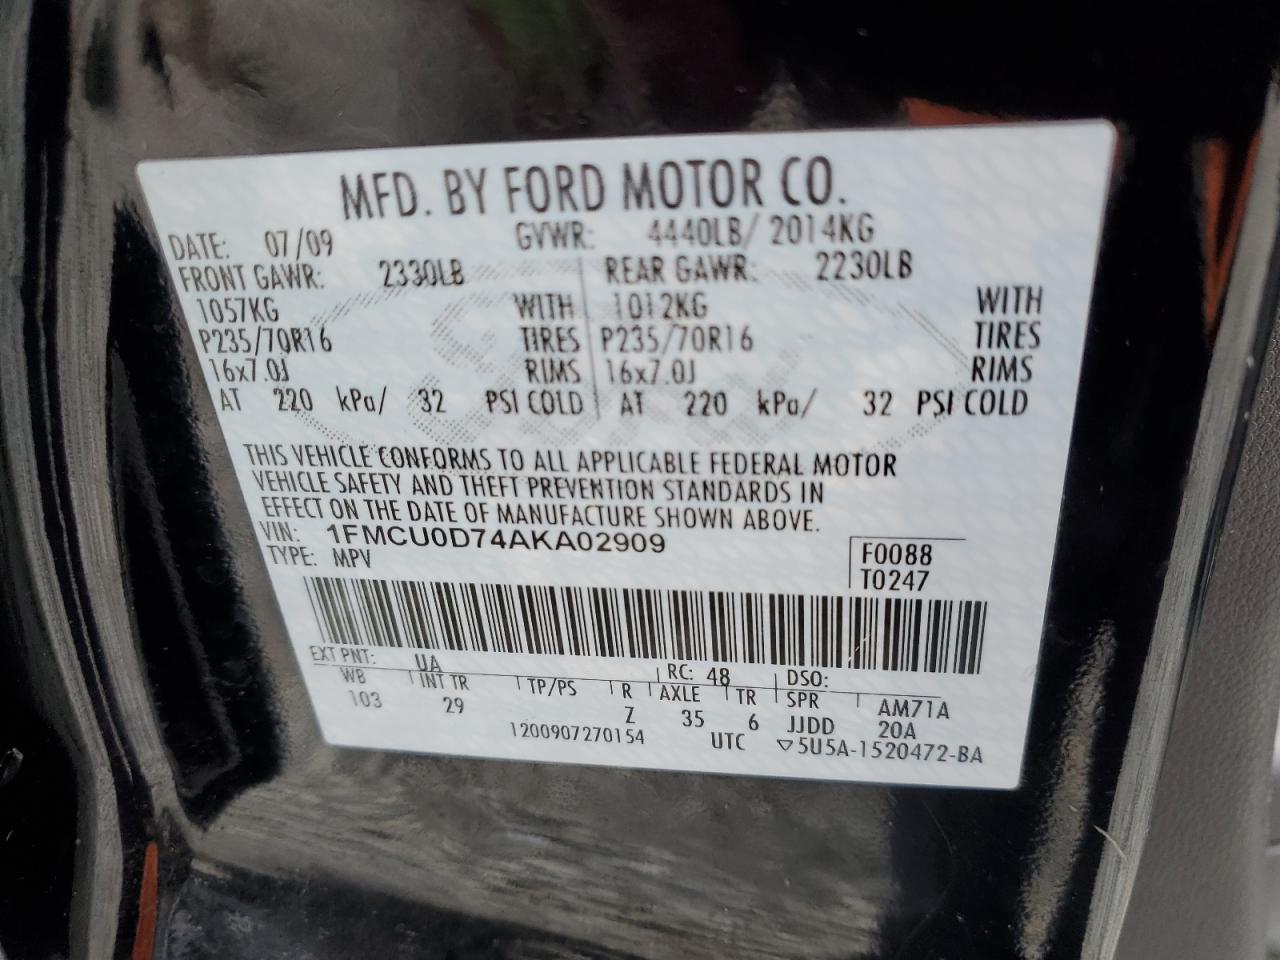 MFD. BY FORD MOTOR CO.
DATE: 07/09 GVWR: 4440LB/ 2014KG
FRONT GAWR: 2330LB REAR GAWR: 2230LB
1057KG WITH 1012KG WITH
P235/70R16 TIRES P235/70R16 TIRES
16x7.0J RIMS 16x7.0J RIMS
AT 220 kPa/ 32 PSI COLD AT 220 kPa/ 32 PSI COLD
THIS VEHICLE CONFORMS TO ALL APPLICABLE FEDERAL MOTOR
VEHICLE SAFETY AND THEFT PREVENTION STANDARDS IN
EFFECT ON THE DATE OF MANUFACTURE SHOWN ABOVE.
VIN: 1FMCU0D74AKA02909
TYPE: MPV
F0088
T0247
EXT PNT: UA RC: 48 DSO:
WB INT TR TP/PS R AXLE TR SPR AM71A
103 29 Z 35 6 JJDD 20A
1200907270154 UTC ▽5U5A-1520472-BA